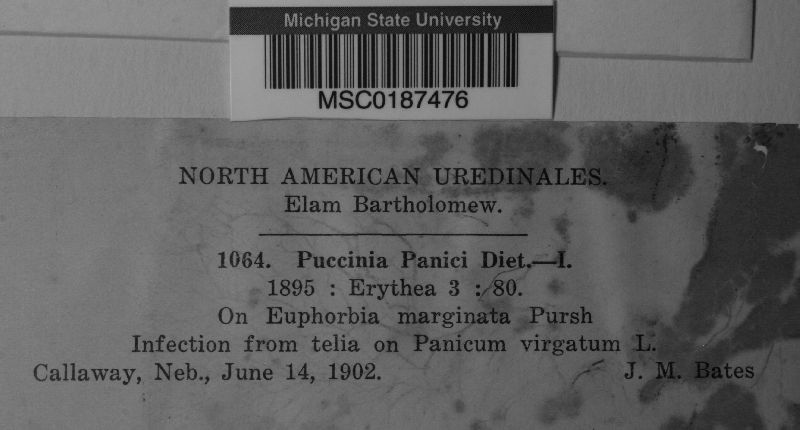 Michigan State University
MSC0187476
NORTH AMERICAN UREDINALES.
Elam Bartholomew.
1064. Puccinia Panici Diet.—I.
1895 : Erythea 3 : 80.
On Euphorbia marginata Pursh
Infection from telia on Panicum virgatum L.
Callaway, Neb., June 14, 1902. J. M. Bates